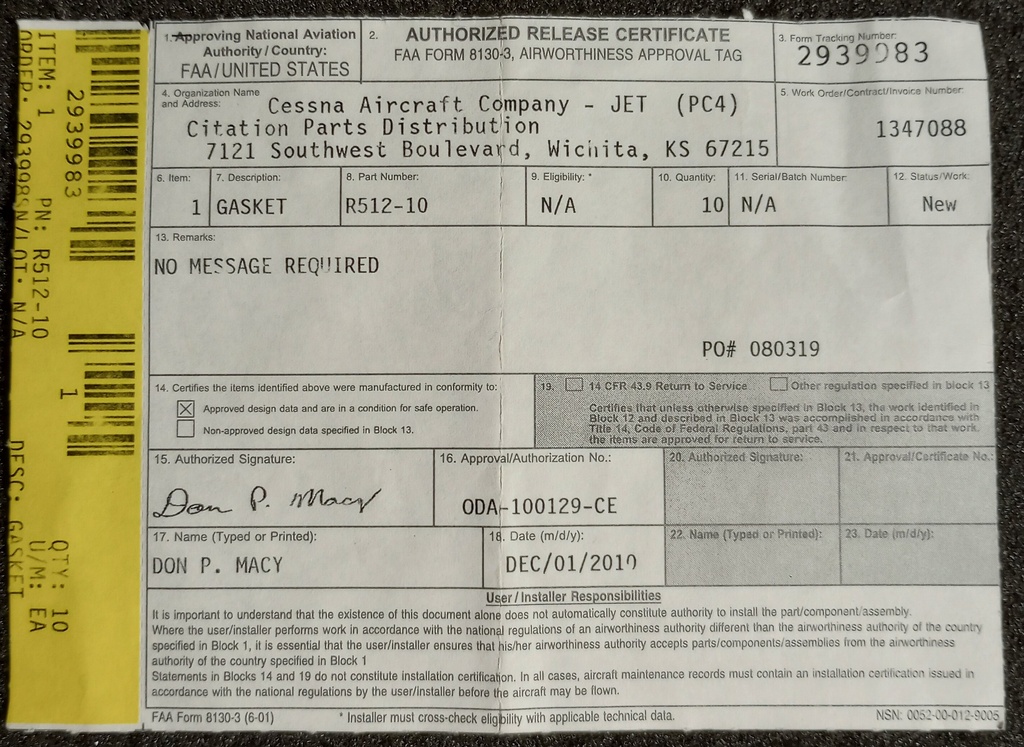 1. Approving National Aviation
Authority / Country:
FAA/UNITED STATES
2.
AUTHORIZED RELEASE CERTIFICATE
FAA FORM 8130-3, AIRWORTHINESS APPROVAL TAG
3. Form Tracking Number:
2939983
4. Organization Name
and Address:
Cessna Aircraft Company - JET (PC4)
Citation Parts Distribution
7121 Southwest Boulevard, Wichita, KS 67215
5. Work Order/Contract/Invoice Number:
1347088
6. Item:
1
7. Description:
GASKET
8. Part Number:
R512-10
9. Eligibility: *
N/A
10. Quantity:
10
11. Serial/Batch Number:
N/A
12. Status/Work:
New
13. Remarks:
NO MESSAGE REQUIRED
PO# 080319
14. Certifies the items identified above were manufactured in conformity to:
Approved design data and are in a condition for safe operation.
Non-approved design data specified in Block 13.
19. 14 CFR 43.9 Return to Service Other regulation specified in block 13
Certifies that unless otherwise specified in Block 13, the work identified in
Block 12 and described in Block 13 was accomplished in accordance with
Title 14, Code of Federal Regulations, part 43 and in respect to that work,
the items are approved for return to service.
15. Authorized Signature:
Don P. Macy
16. Approval/Authorization No.:
ODA-100129-CE
20. Authorized Signature:
21. Approval/Certificate No.:
17. Name (Typed or Printed):
DON P. MACY
18. Date (m/d/y):
DEC/01/2010
22. Name (Typed or Printed):
23. Date (m/d/y):
User / Installer Responsibilities
It is important to understand that the existence of this document alone does not automatically constitute authority to install the part/component/assembly.
Where the user/installer performs work in accordance with the national regulations of an airworthiness authority different than the airworthiness authority of the country
specified in Block 1, it is essential that the user/installer ensures that his/her airworthiness authority accepts parts/components/assemblies from the airworthiness
authority of the country specified in Block 1
Statements in Blocks 14 and 19 do not constitute installation certification. In all cases, aircraft maintenance records must contain an installation certification issued in
accordance with the national regulations by the user/installer before the aircraft may be flown.
FAA Form 8130-3 (6-01)
* Installer must cross-check eligibility with applicable technical data.
NSN: 0052-00-012-9005
2939983
1
ITEM: 1 PN: R512-10 QTY: 10
ORDER: 2939983 SN/LOT: N/A U/M: EA
DESC: GASKET